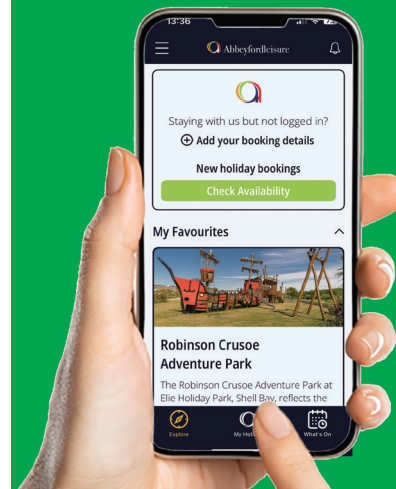 13:36
Abbeyfordleisure
Staying with us but not logged in?
Add your booking details
New holiday bookings
Check Availability
My Favourites
Robinson Crusoe
Adventure Park
The Robinson Crusoe Adventure Park at
Elie Holiday Park, Shell Bay, reflects the
Explore
What's On